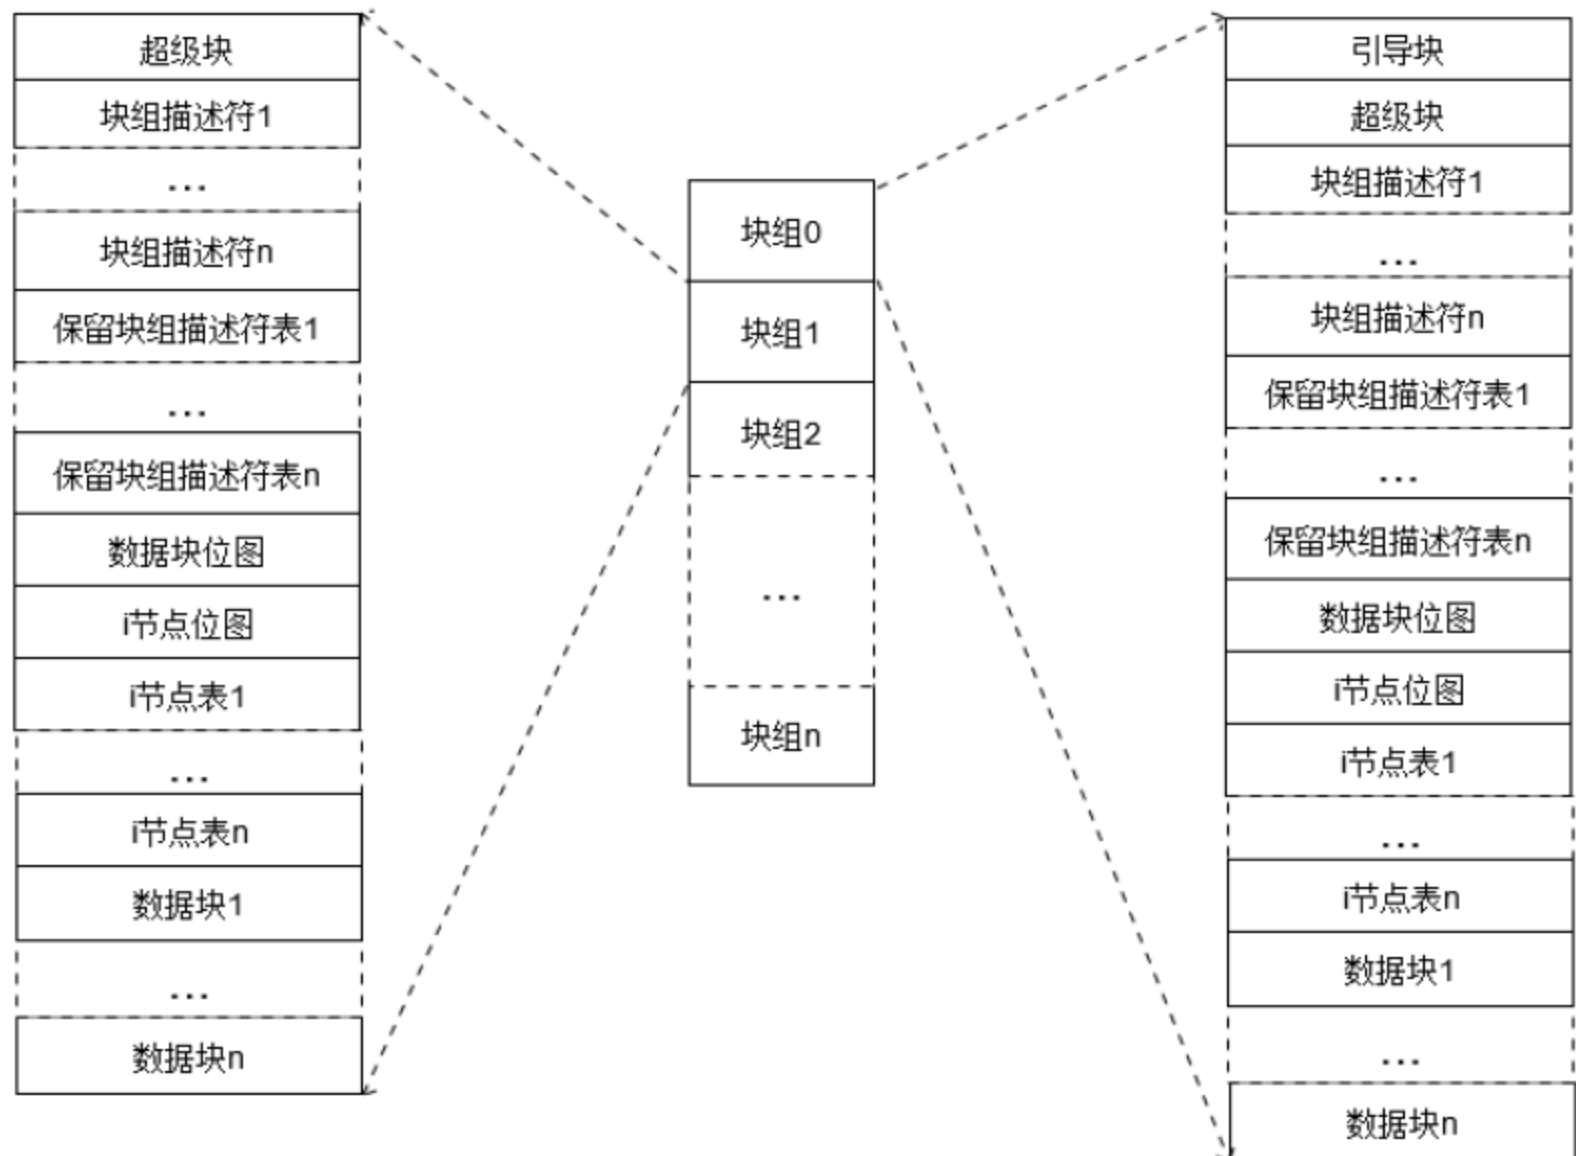 超级块
块组描述符1
...
块组描述符n
保留块组描述符表1
...
保留块组描述符表n
数据块位图
i节点位图
i节点表1
...
i节点表n
数据块1
...
数据块n
块组0
块组1
块组2
...
块组n
引导块
超级块
块组描述符1
...
块组描述符n
保留块组描述符表1
...
保留块组描述符表n
数据块位图
i节点位图
i节点表1
...
i节点表n
数据块1
...
数据块n